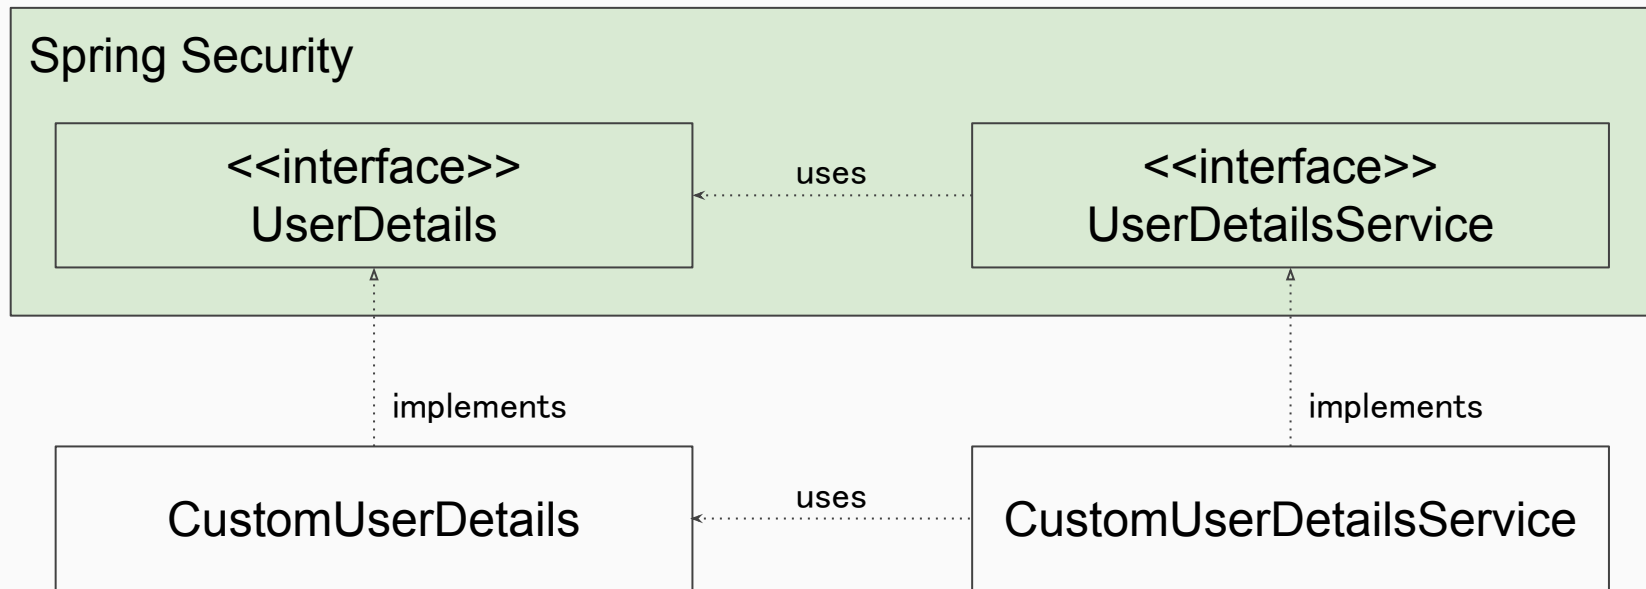 Spring Security
<<interface>>
UserDetails
uses
<<interface>>
UserDetailsService
implements
implements
CustomUserDetails
uses
CustomUserDetailsService